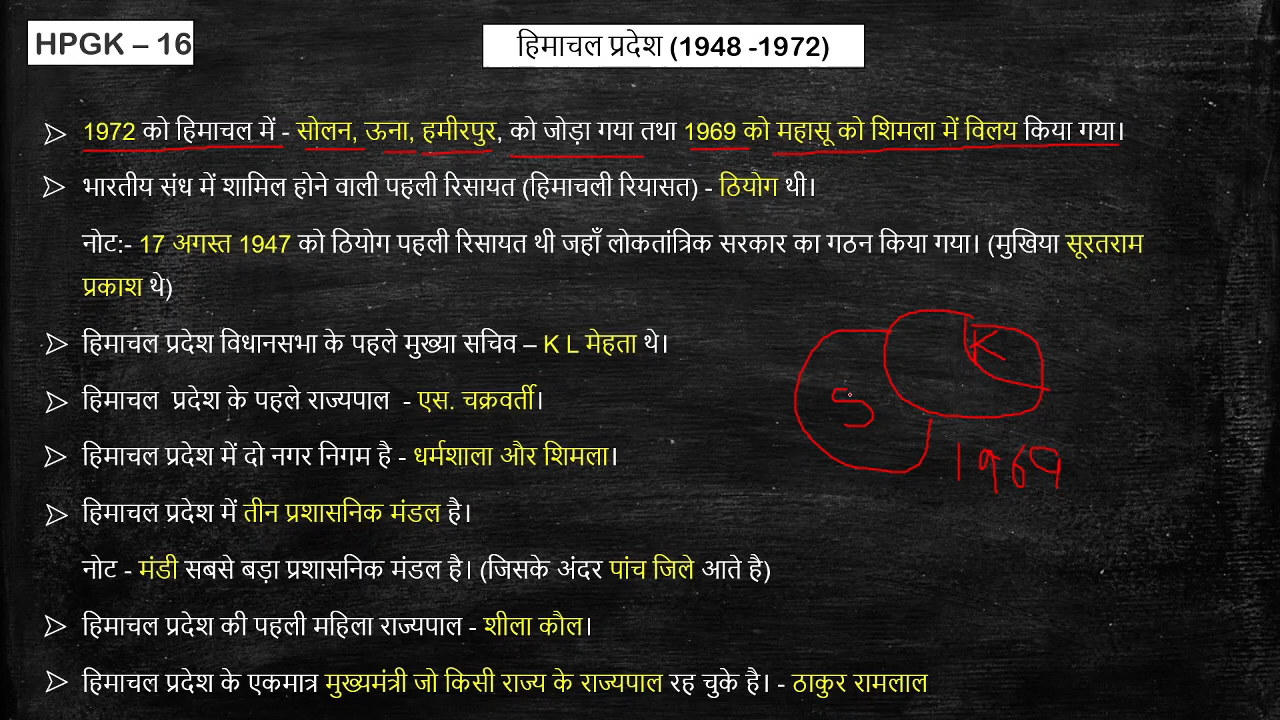 HPGK – 16
हिमाचल प्रदेश (1948 -1972)
1972 को हिमाचल में - सोलन, ऊना, हमीरपुर, को जोड़ा गया तथा 1969 को महासू को शिमला में विलय किया गया।
भारतीय संध में शामिल होने वाली पहली रिसायत (हिमाचली रियासत) - ठियोग थी।
नोट:- 17 अगस्त 1947 को ठियोग पहली रिसायत थी जहाँ लोकतांत्रिक सरकार का गठन किया गया। (मुखिया सूरतराम
प्रकाश थे)
हिमाचल प्रदेश विधानसभा के पहले मुख्या सचिव – K L मेहता थे।
K
हिमाचल प्रदेश के पहले राज्यपाल - एस. चक्रवर्ती।
S
हिमाचल प्रदेश में दो नगर निगम है - धर्मशाला और शिमला।
1969
हिमाचल प्रदेश में तीन प्रशासनिक मंडल है।
नोट - मंडी सबसे बड़ा प्रशासनिक मंडल है। (जिसके अंदर पांच जिले आते है)
हिमाचल प्रदेश की पहली महिला राज्यपाल - शीला कौल।
हिमाचल प्रदेश के एकमात्र मुख्यमंत्री जो किसी राज्य के राज्यपाल रह चुके है। - ठाकुर रामलाल